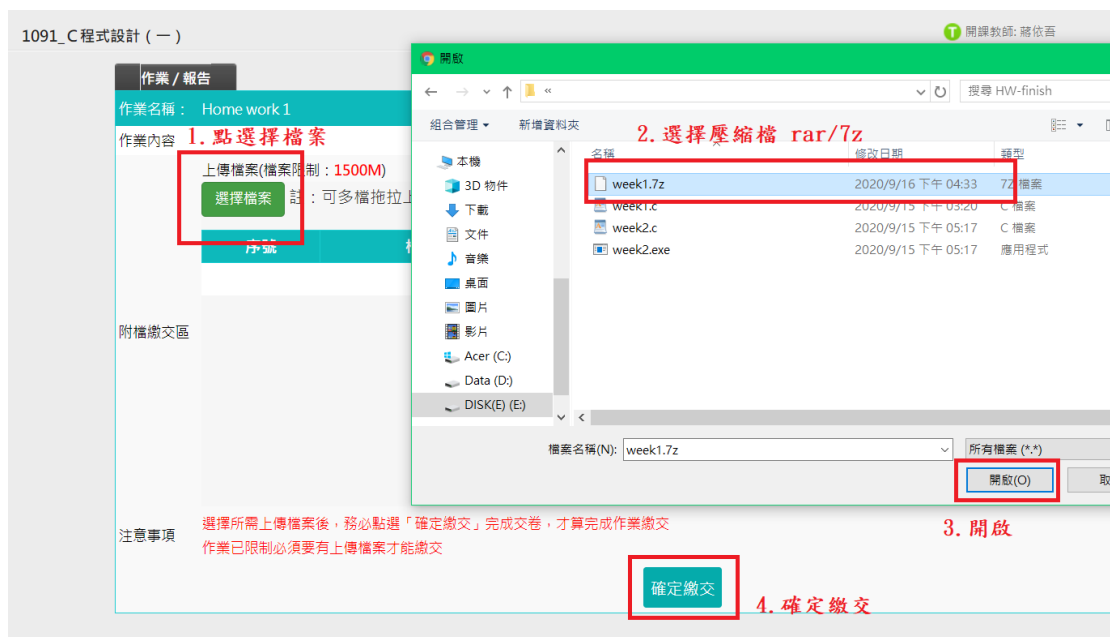 1091_C程式設計（一）
開課教師: 蔣依吾
作業 / 報告
作業名稱： Home work 1
作業內容
1. 點選擇檔案
上傳檔案(檔案限制：1500M)
選擇檔案 註：可多檔拖拉上
序號
附檔繳交區
注意事項
選擇所需上傳檔案後，務必點選「確定繳交」完成交卷，才算完成作業繳交
作業已限制必須要有上傳檔案才能繳交
確定繳交
4. 確定繳交
開啟
«
搜尋 HW-finish
組合管理 新增資料夾
2. 選擇壓縮檔 rar/7z
名稱 修改日期 類型
week1.7z 2020/9/16 下午 04:33 7Z 檔案
week1.c 2020/9/15 下午 03:20 C 檔案
week2.c 2020/9/15 下午 05:17 C 檔案
week2.exe 2020/9/15 下午 05:17 應用程式
本機
3D 物件
下載
文件
音樂
桌面
圖片
影片
Acer (C:)
Data (D:)
DISK(E) (E:)
檔案名稱(N): week1.7z
所有檔案 (*.*)
開啟(O)
取
3. 開啟